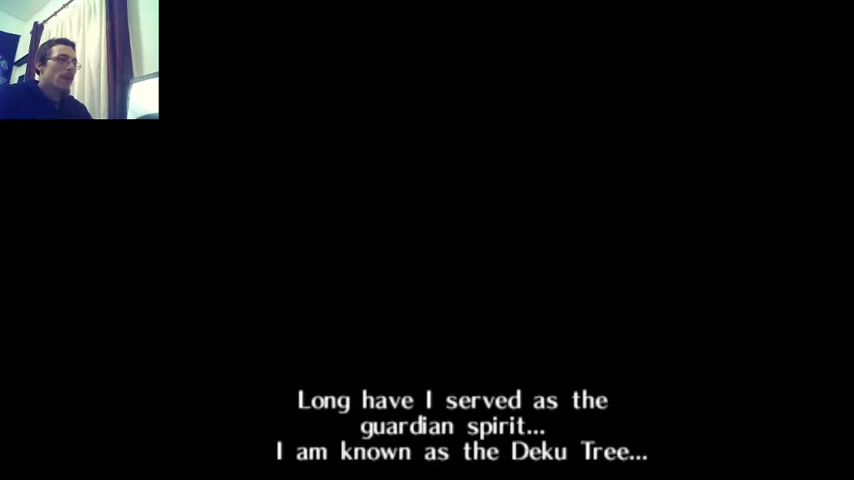 Long have I served as the
guardian spirit...
I am known as the Deku Tree...